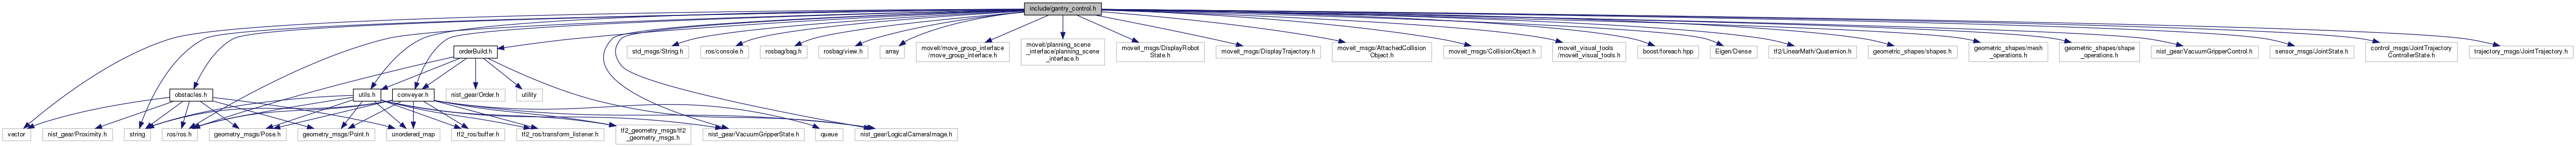 include/gantry_control.h
orderBuild.h
std_msgs/String.h
ros/console.h
rosbag/bag.h
rosbag/view.h
array
moveit/move_group_interface
/move_group_interface.h
moveit/planning_scene
_interface/planning_scene
_interface.h
moveit_msgs/DisplayRobot
State.h
moveit_msgs/DisplayTrajectory.h
moveit_msgs/AttachedCollision
Object.h
moveit_msgs/CollisionObject.h
moveit_visual_tools
/moveit_visual_tools.h
boost/foreach.hpp
Eigen/Dense
tf2/LinearMath/Quaternion.h
geometric_shapes/shapes.h
geometric_shapes/mesh
_operations.h
geometric_shapes/shape
_operations.h
nist_gear/VacuumGripperControl.h
sensor_msgs/JointState.h
control_msgs/JointTrajectory
ControllerState.h
trajectory_msgs/JointTrajectory.h
obstacles.h
utils.h
conveyer.h
nist_gear/Order.h
utility
vector
nist_gear/Proximity.h
string
ros/ros.h
geometry_msgs/Pose.h
geometry_msgs/Point.h
unordered_map
tf2_ros/buffer.h
tf2_ros/transform_listener.h
tf2_geometry_msgs/tf2
_geometry_msgs.h
nist_gear/VacuumGripperState.h
queue
nist_gear/LogicalCameraImage.h